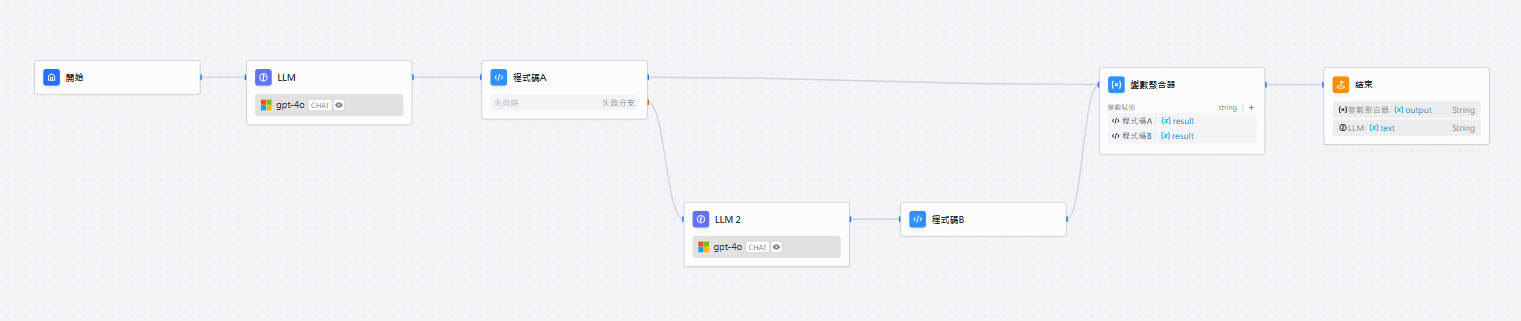 開始
LLM
gpt-4o CHAT
程式碼A
失敗時 失敗分支
LLM 2
gpt-4o CHAT
程式碼B
變數聚合器
變數賦值 string +
程式碼A / {x} result
程式碼B / {x} result
結束
{x} 變數聚合器 / {x} output String
LLM / {x} text String